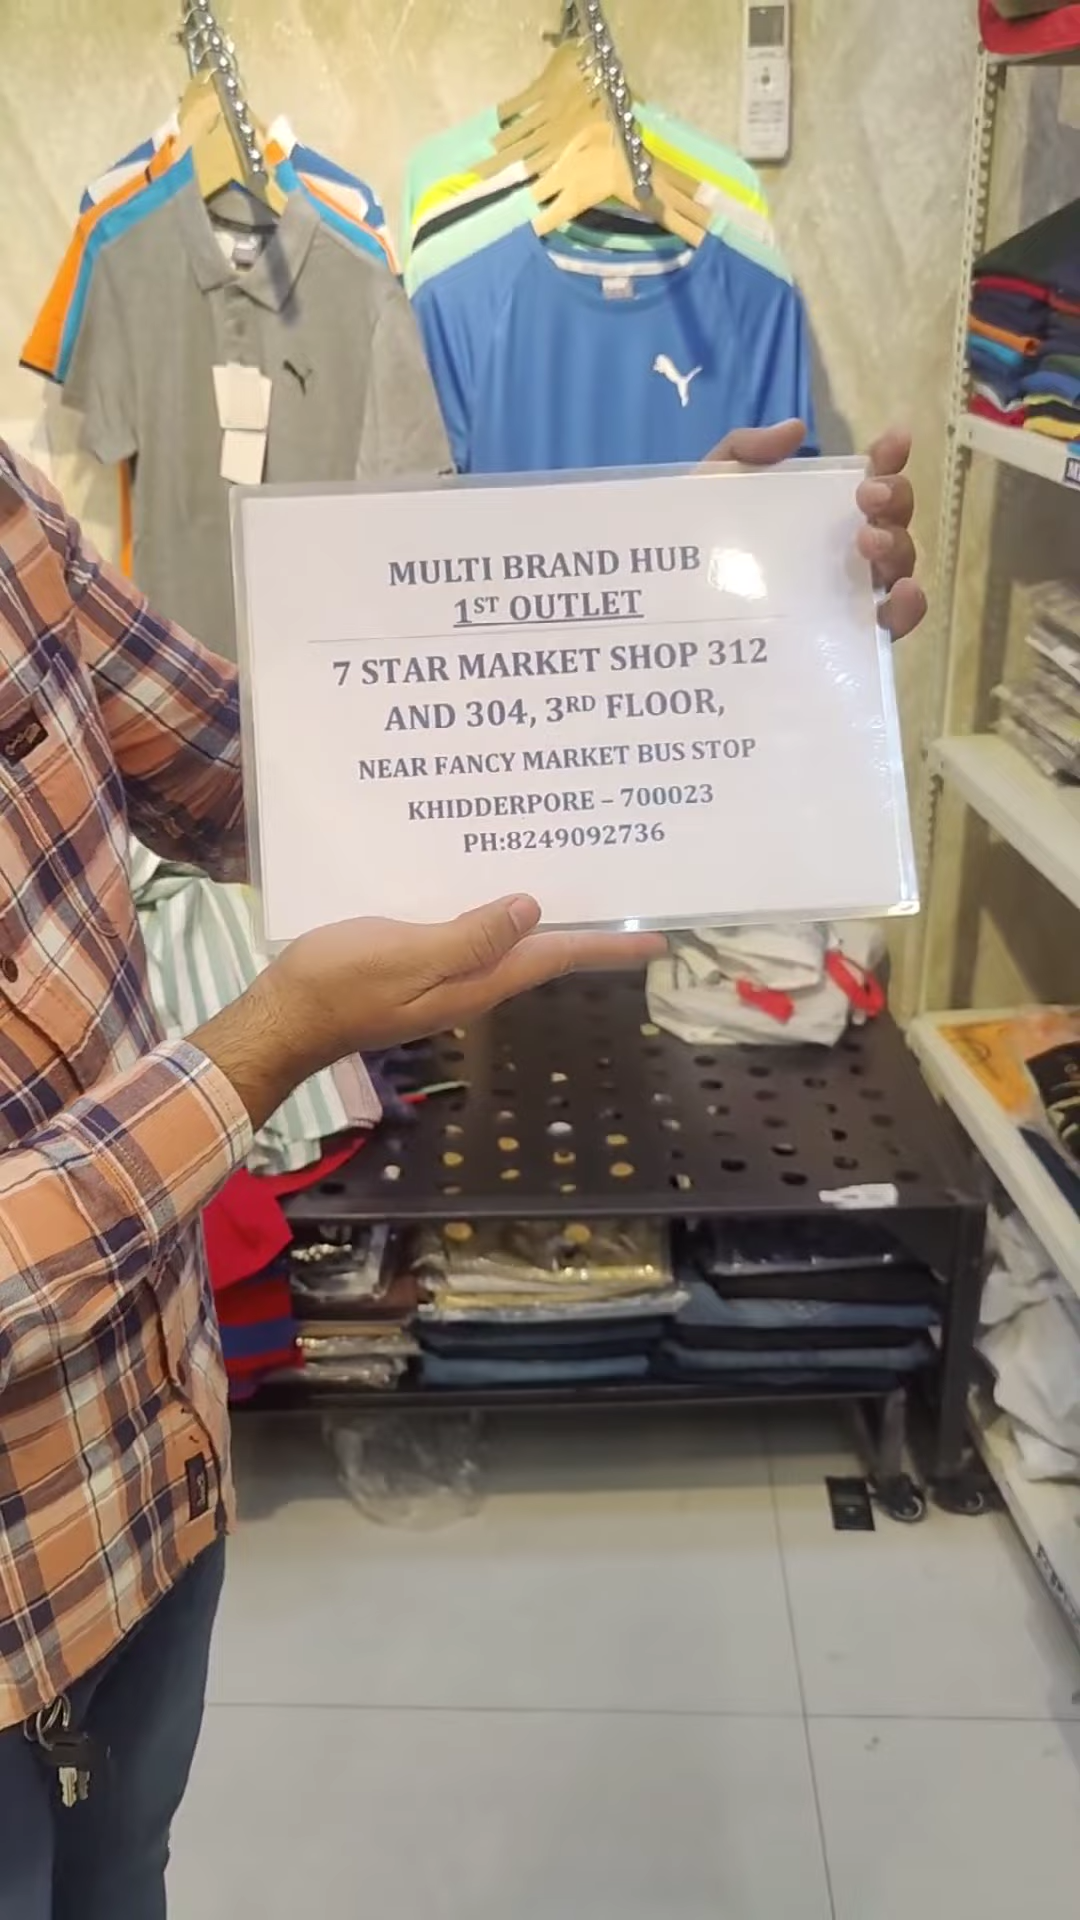 MULTI BRAND HUB
1ST OUTLET
7 STAR MARKET SHOP 312
AND 304, 3RD FLOOR,
NEAR FANCY MARKET BUS STOP
KHIDDERPORE – 700023
PH:8249092736